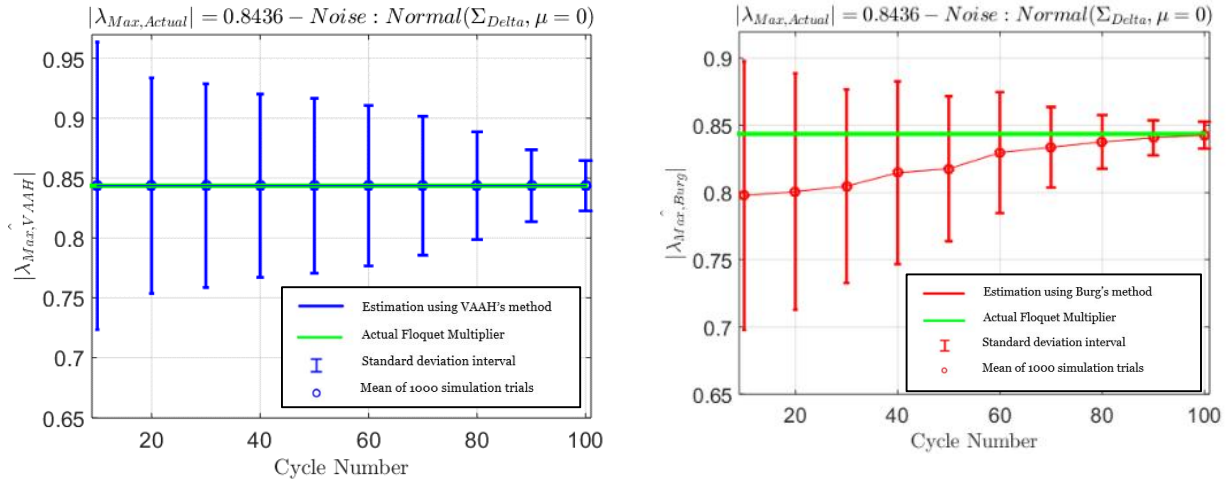 |λ_{Max,Actual}| = 0.8436 − Noise : Normal(Σ_{Delta}, μ = 0)
0.95
0.9
0.85
0.8
0.75
0.7
0.65
|λ̂_{Max,VAAH}|
Estimation using VAAH's method
Actual Floquet Multiplier
Standard deviation interval
Mean of 1000 simulation trials
20 40 60 80 100
Cycle Number
|λ_{Max,Actual}| = 0.8436 − Noise : Normal(Σ_{Delta}, μ = 0)
0.9
0.85
0.8
0.75
0.7
0.65
|λ̂_{Max,Burg}|
Estimation using Burg's method
Actual Floquet Multiplier
Standard deviation interval
Mean of 1000 simulation trials
20 40 60 80 100
Cycle Number